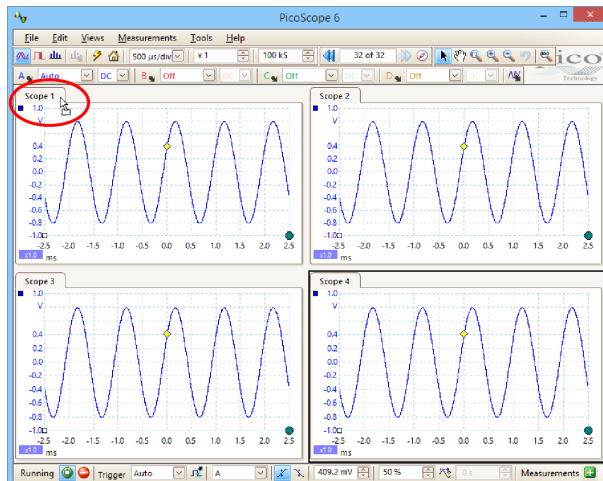 PicoScope 6
File Edit Views Measurements Tools Help
500 µs/div x 1 100 kS 32 of 32
ico
Technology
A Auto DC B Off DC C Off DC D Off DC
Scope 1
1.0
V
0.4
0.2
0.0
-0.2
-0.4
-0.6
-0.8
-1.0
-2.5 -2.0 -1.5 -1.0 -0.5 0.0 0.5 1.0 1.5 2.0 2.5
x1.0 ms
Scope 2
1.0
V
0.4
0.2
0.0
-0.2
-0.4
-0.6
-0.8
-1.0
-2.5 -2.0 -1.5 -1.0 -0.5 0.0 0.5 1.0 1.5 2.0 2.5
x1.0 ms
Scope 3
1.0
V
0.4
0.2
0.0
-0.2
-0.4
-0.6
-0.8
-1.0
-2.5 -2.0 -1.5 -1.0 -0.5 0.0 0.5 1.0 1.5 2.0 2.5
x1.0 ms
Scope 4
1.0
V
0.4
0.2
0.0
-0.2
-0.4
-0.6
-0.8
-1.0
-2.5 -2.0 -1.5 -1.0 -0.5 0.0 0.5 1.0 1.5 2.0 2.5
x1.0 ms
Running Trigger Auto A 409.2 mV 50 % 0 s Measurements